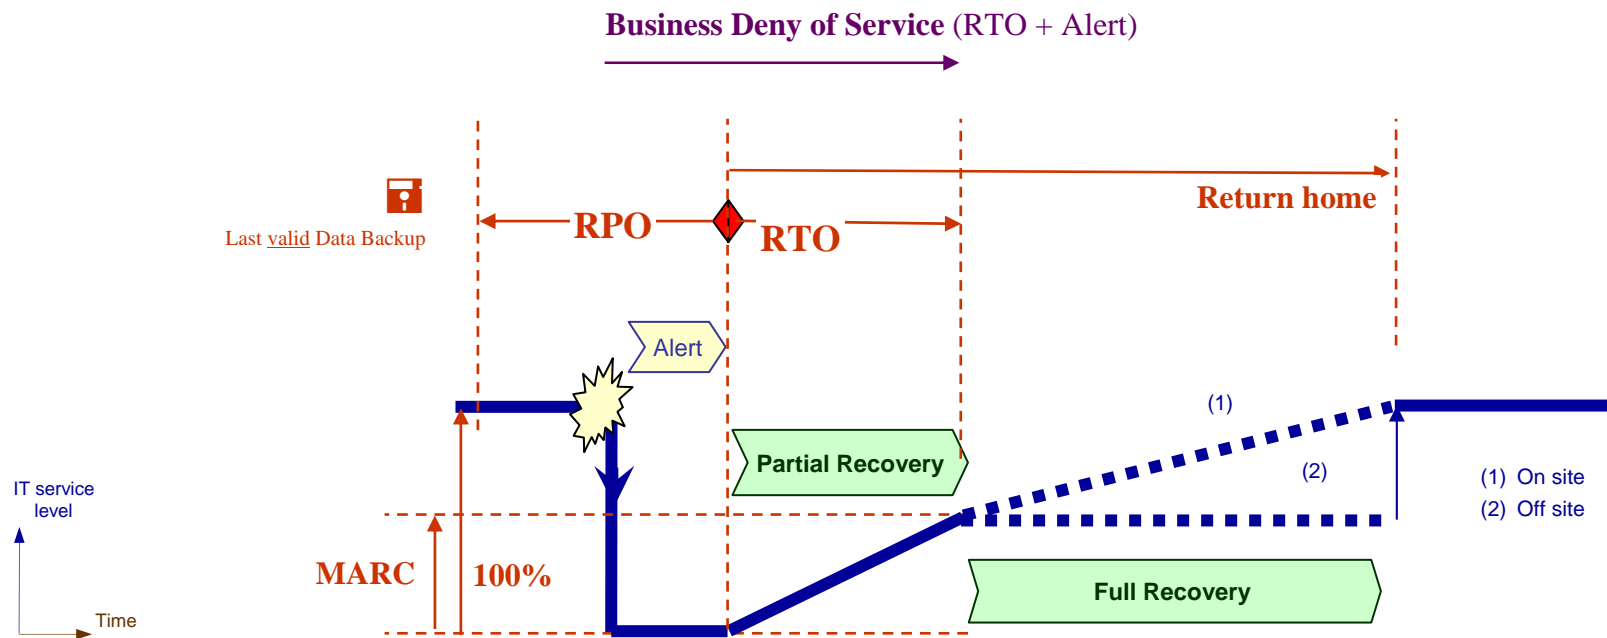 Business Deny of Service (RTO + Alert)
Return home
RPO
RTO
Last valid Data Backup
Alert
(1)
Partial Recovery
(2)
(1) On site
(2) Off site
IT service
level
MARC
100%
Full Recovery
Time